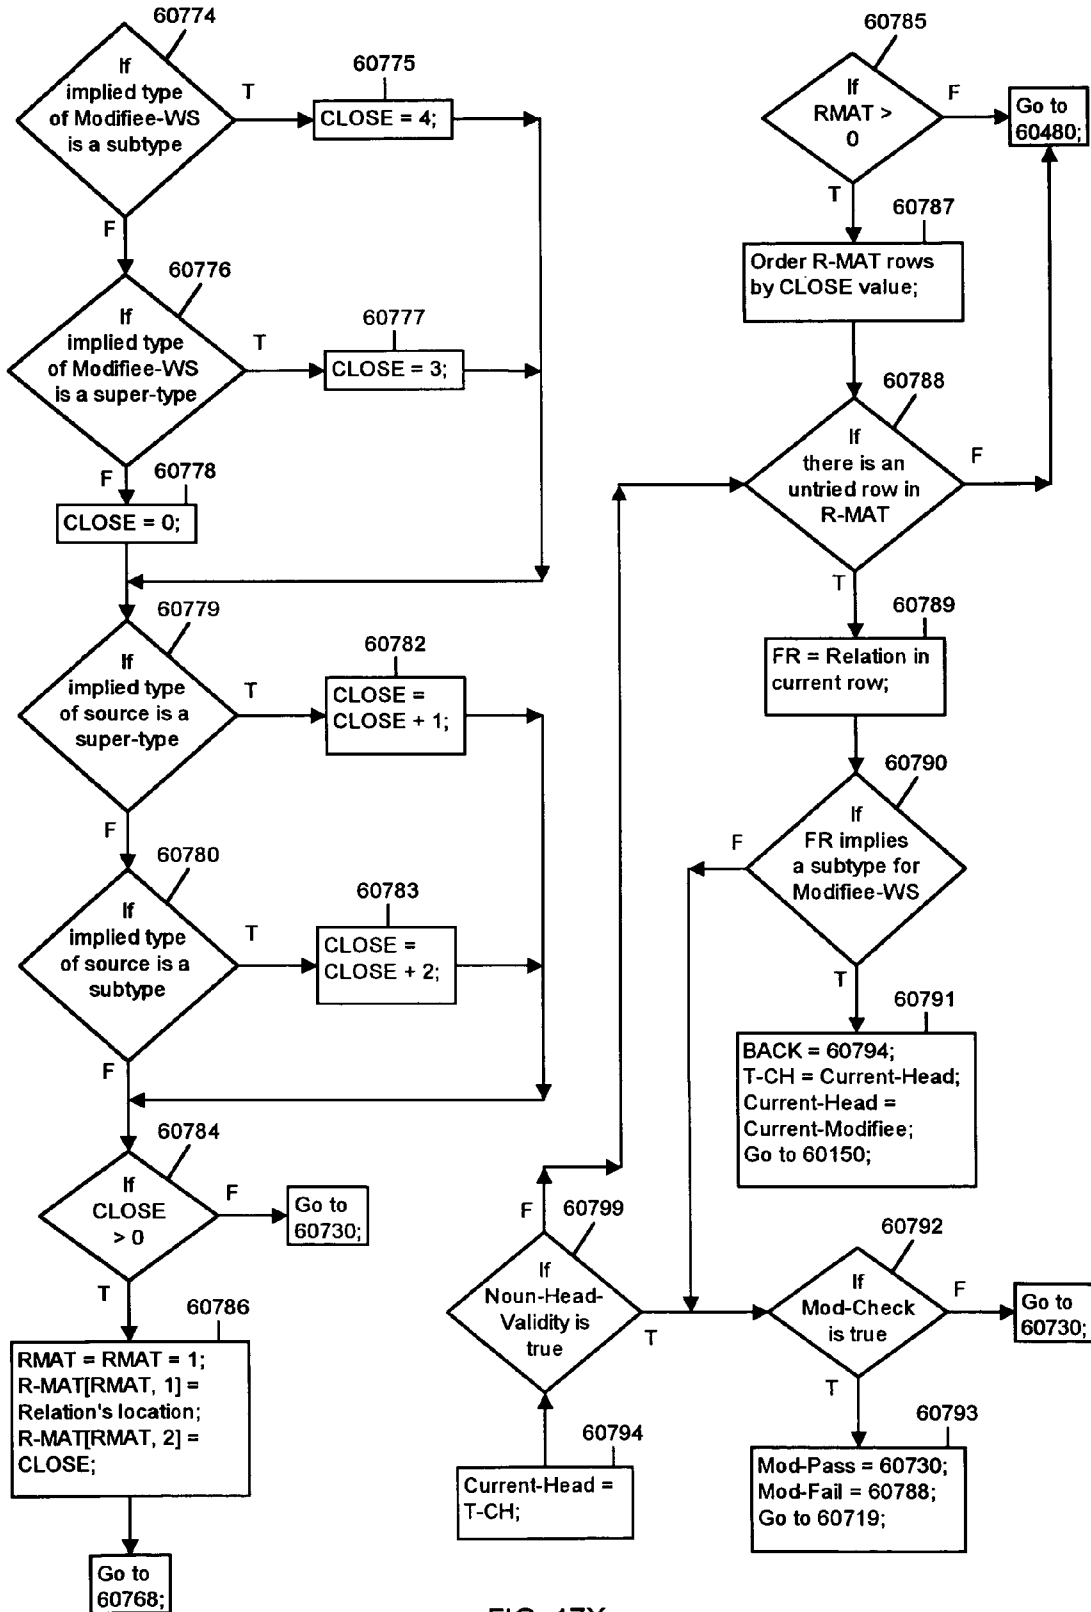 60774
If
implied type
of Modifiee-WS
is a subtype
T
F
60775
CLOSE = 4;
60776
If
implied type
of Modifiee-WS
is a super-type
T
F
60777
CLOSE = 3;
60778
CLOSE = 0;
60779
If
implied type
of source is a
super-type
T
F
60782
CLOSE =
CLOSE + 1;
60780
If
implied type
of source is a
subtype
T
F
60783
CLOSE =
CLOSE + 2;
60784
If
CLOSE
> 0
F
T
Go to
60730;
60786
RMAT = RMAT = 1;
R-MAT[RMAT, 1] =
Relation's location;
R-MAT[RMAT, 2] =
CLOSE;
Go to
60768;
60785
If
RMAT >
0
F
T
Go to
60480;
60787
Order R-MAT rows
by CLOSE value;
60788
If
there is an
untried row in
R-MAT
F
T
60789
FR = Relation in
current row;
60790
If
FR implies
a subtype for
Modifiee-WS
F
T
60791
BACK = 60794;
T-CH = Current-Head;
Current-Head =
Current-Modifiee;
Go to 60150;
60799
If
Noun-Head-
Validity is
true
F
T
60792
If
Mod-Check
is true
F
T
Go to
60730;
60793
Mod-Pass = 60730;
Mod-Fail = 60788;
Go to 60719;
60794
Current-Head =
T-CH;